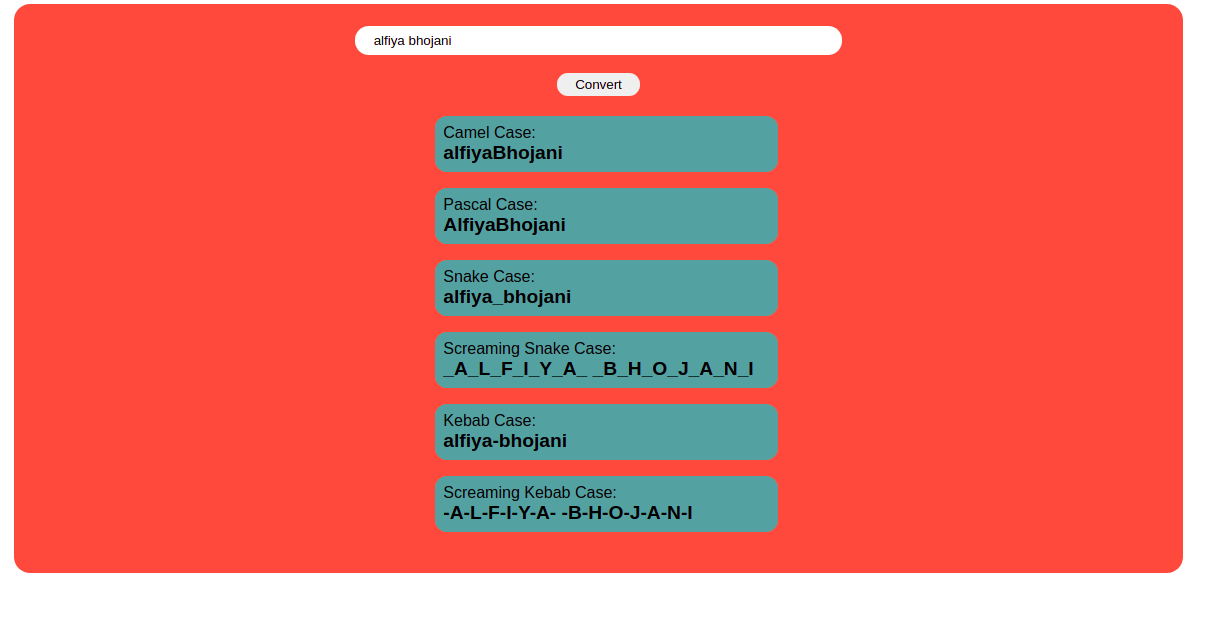 alfiya bhojani
Convert
Camel Case:
alfiyaBhojani
Pascal Case:
AlfiyaBhojani
Snake Case:
alfiya_bhojani
Screaming Snake Case:
_A_L_F_I_Y_A_ _B_H_O_J_A_N_I
Kebab Case:
alfiya-bhojani
Screaming Kebab Case:
-A-L-F-I-Y-A- -B-H-O-J-A-N-I